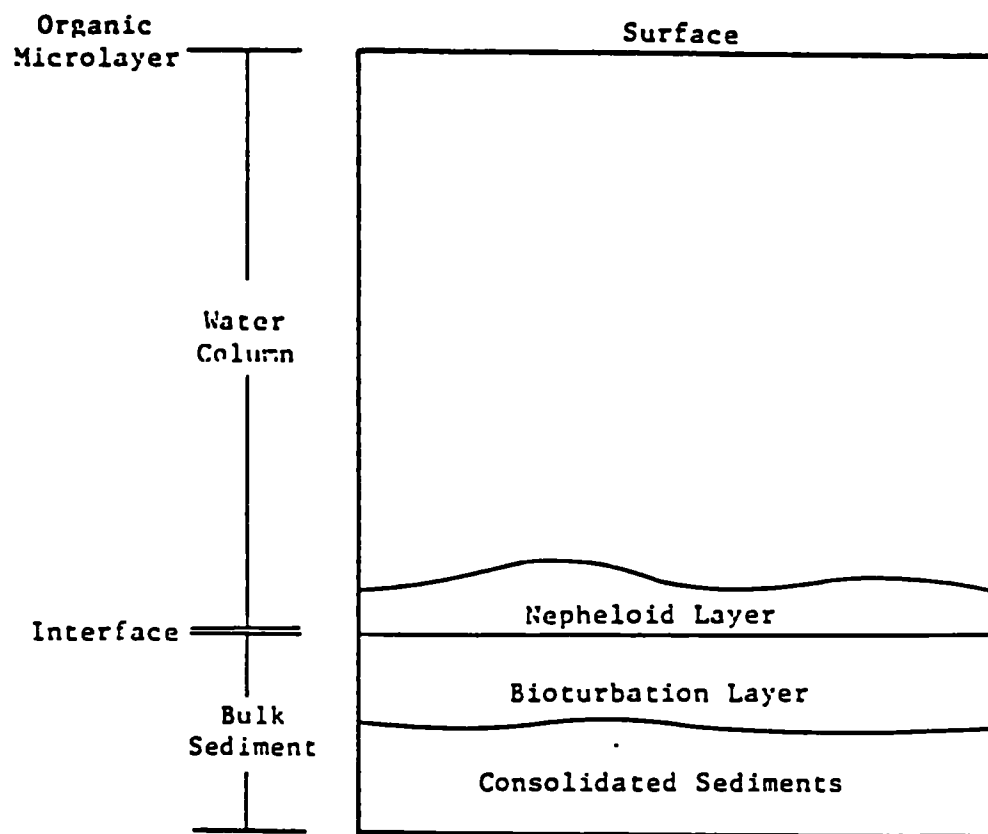 Organic
Microlayer
Surface
Water
Column
Nepheloid Layer
Interface
Bioturbation Layer
Bulk
Sediment
Consolidated Sediments